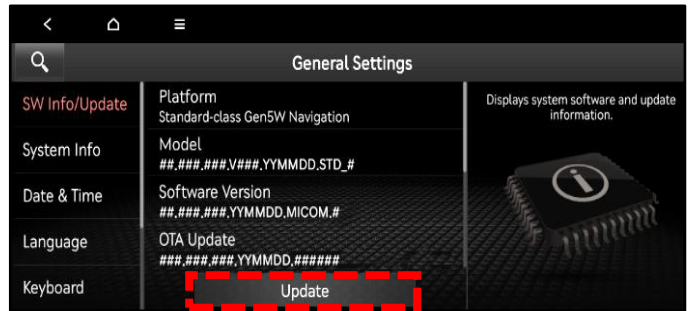 General Settings
SW Info/Update
System Info
Date & Time
Language
Keyboard
Platform
Standard-class Gen5W Navigation
Model
##.###.###.V###.YYMMDD.STD_#
Software Version
##.###.###.YYMMDD.MICOM.#
OTA Update
###.###.###.YYMMDD.######
Update
Displays system software and update
information.